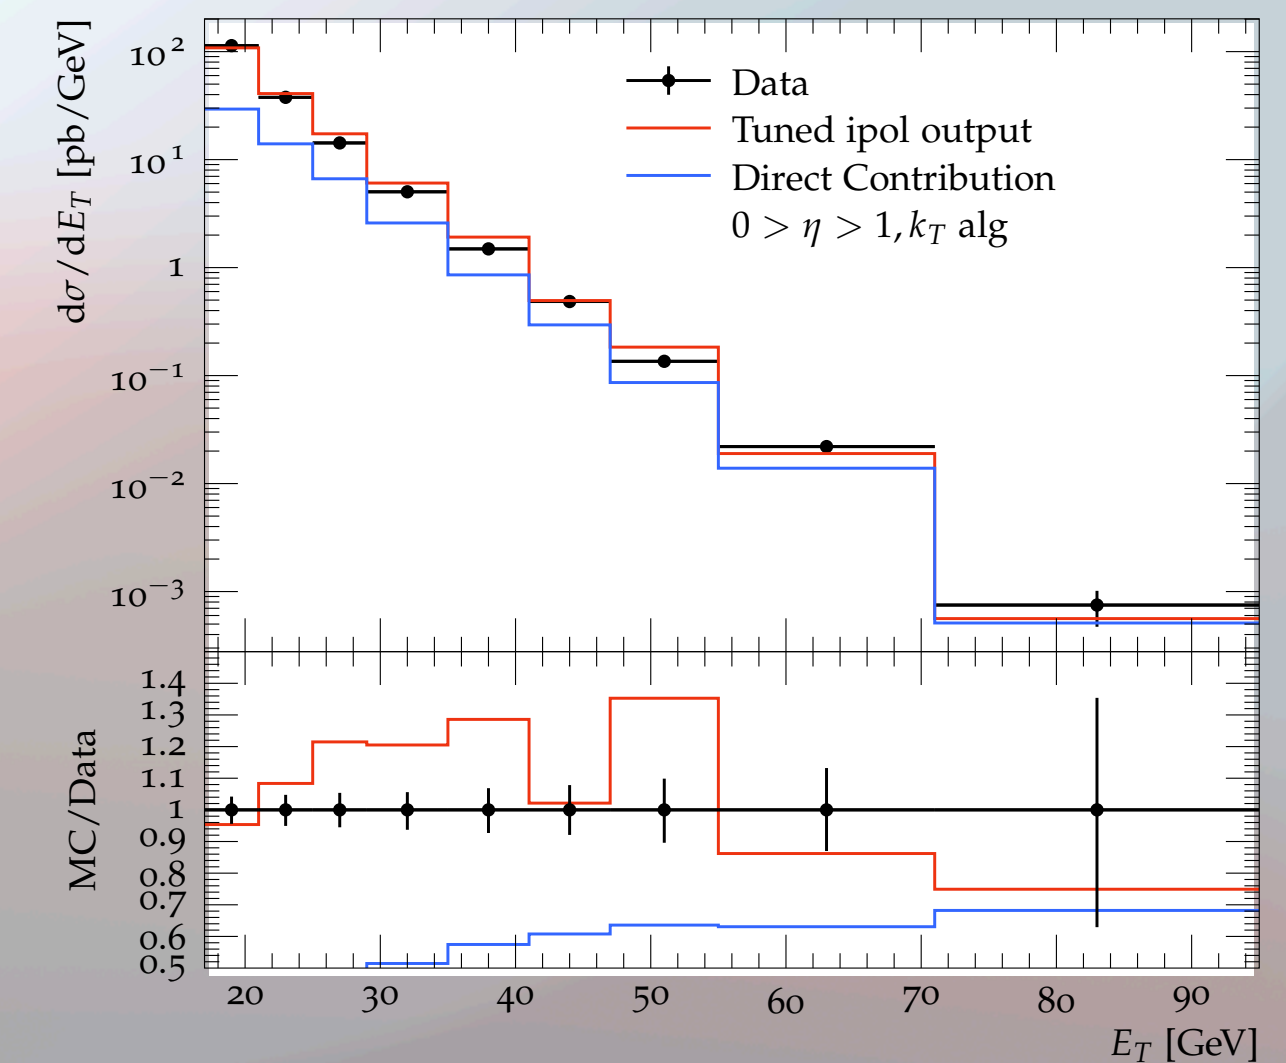 dσ/dE_T [pb/GeV]
10²
10¹
1
10⁻¹
10⁻²
10⁻³
Data
Tuned ipol output
Direct Contribution
0 > η > 1, k_T alg
MC/Data
1.4
1.3
1.2
1.1
1
0.9
0.8
0.7
0.6
0.5
20 30 40 50 60 70 80 90
E_T [GeV]